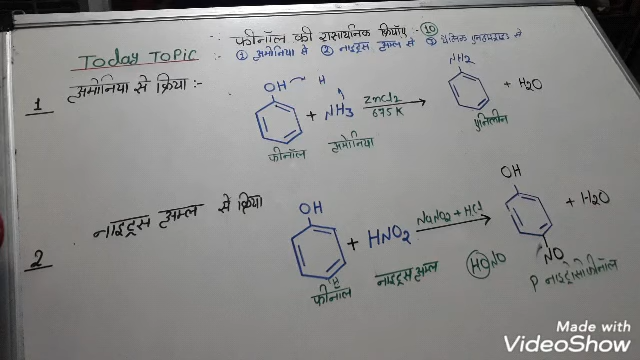 फीनॉल की रासायनिक क्रियाएं :- 10
Today TOPIC :- ① अमोनिया से ② नाइट्रस अम्ल से ③ से
1 अमोनिया से क्रिया :-
OH H NH2
+ NH3 ZnCl2 675K + H2O
फीनॉल अमोनिया एनिलीन
2 नाइट्रस अम्ल से क्रिया
OH OH
+ HNO2 NaNO2 + HCl + H2O
H HONO NO
फीनॉल नाइट्रस अम्ल P नाइट्रोसोफीनॉल
Made with
VideoShow